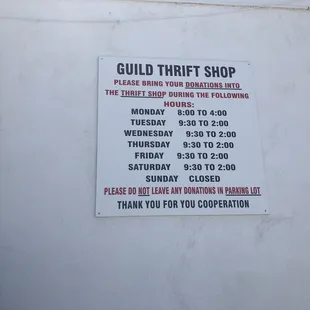 GUILD THRIFT SHOP
PLEASE BRING YOUR DONATIONS INTO
THE THRIFT SHOP DURING THE FOLLOWING
HOURS:
MONDAY 8:00 TO 4:00
TUESDAY 9:30 TO 2:00
WEDNESDAY 9:30 TO 2:00
THURSDAY 9:30 TO 2:00
FRIDAY 9:30 TO 2:00
SATURDAY 9:30 TO 2:00
SUNDAY CLOSED
PLEASE DO NOT LEAVE ANY DONATIONS IN PARKING LOT
THANK YOU FOR YOU COOPERATION